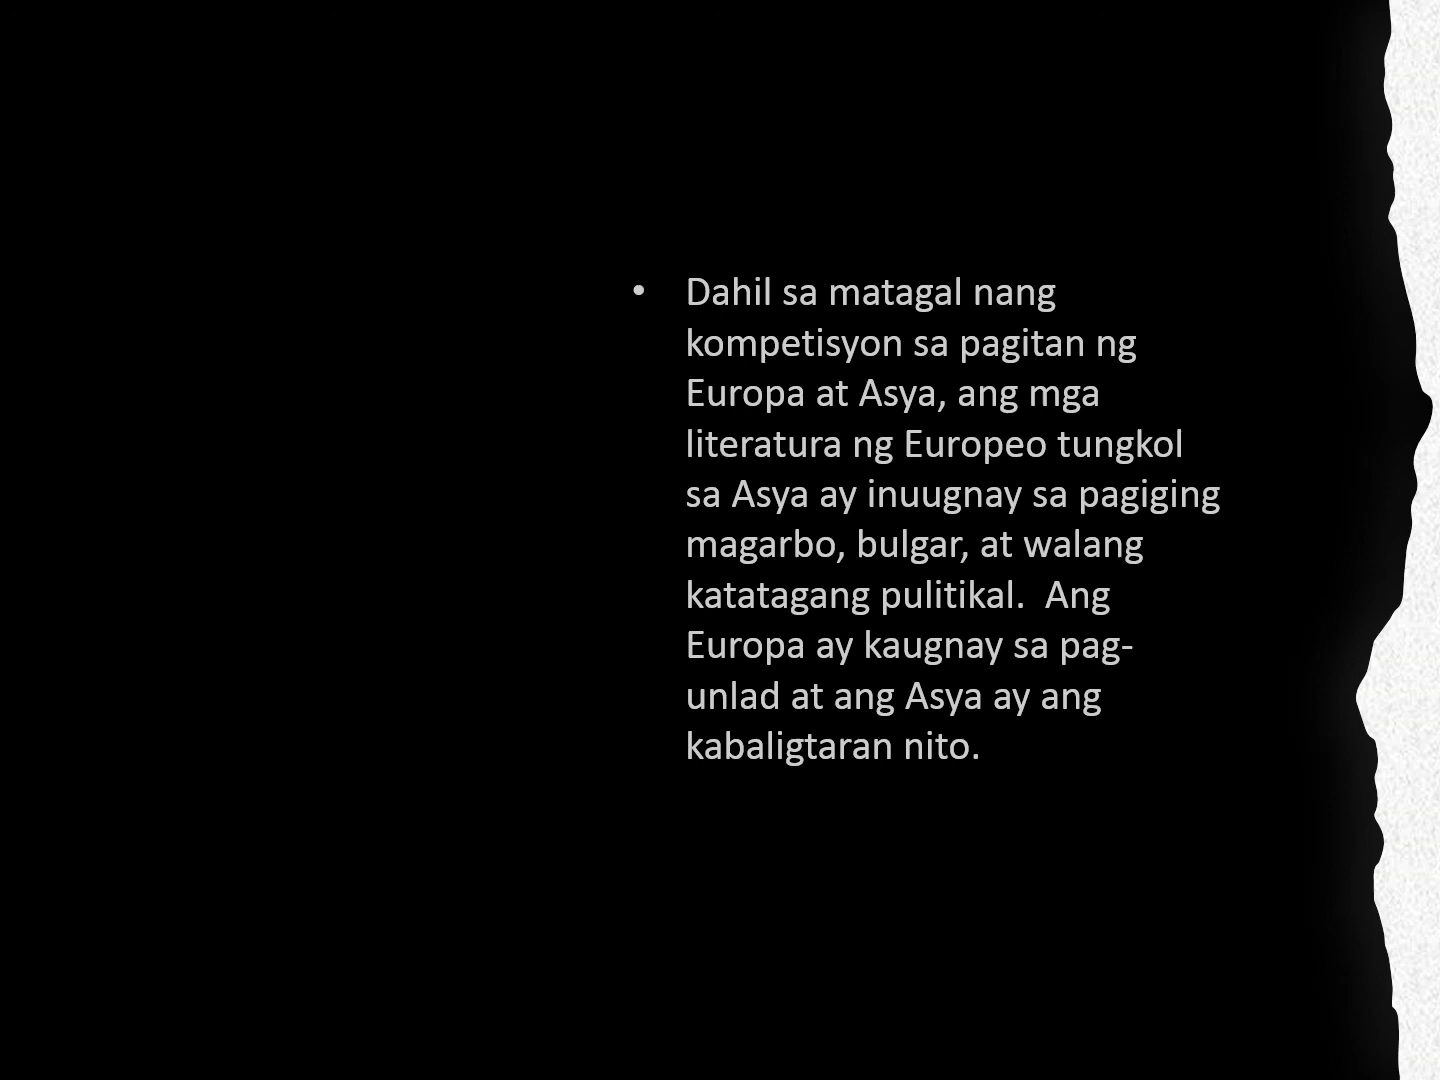 • Dahil sa matagal nang
kompetisyon sa pagitan ng
Europa at Asya, ang mga
literatura ng Europeo tungkol
sa Asya ay inuugnay sa pagiging
magarbo, bulgar, at walang
katatagang pulitikal.  Ang
Europa ay kaugnay sa pag-
unlad at ang Asya ay ang
kabaligtaran nito.